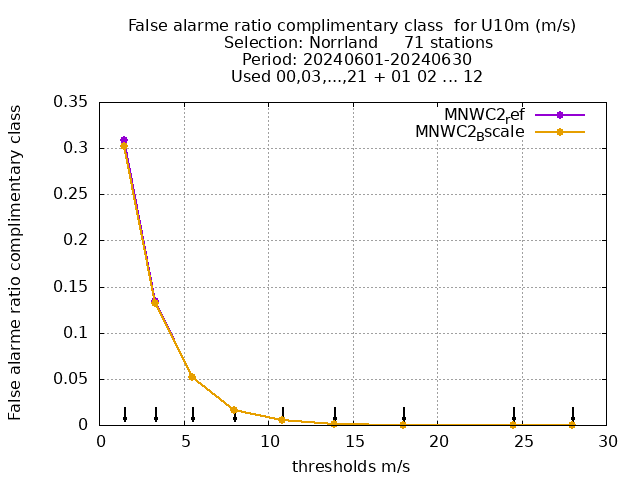 False alarme ratio complimentary class  for U10m (m/s)
Selection: Norrland     71 stations
Period: 20240601-20240630
Used 00,03,...,21 + 01 02 ... 12
False alarme ratio complimentary class
0.35
0.3
0.25
0.2
0.15
0.1
0.05
0
MNWC2ref
MNWC2Bscale
0 5 10 15 20 25 30
thresholds m/s